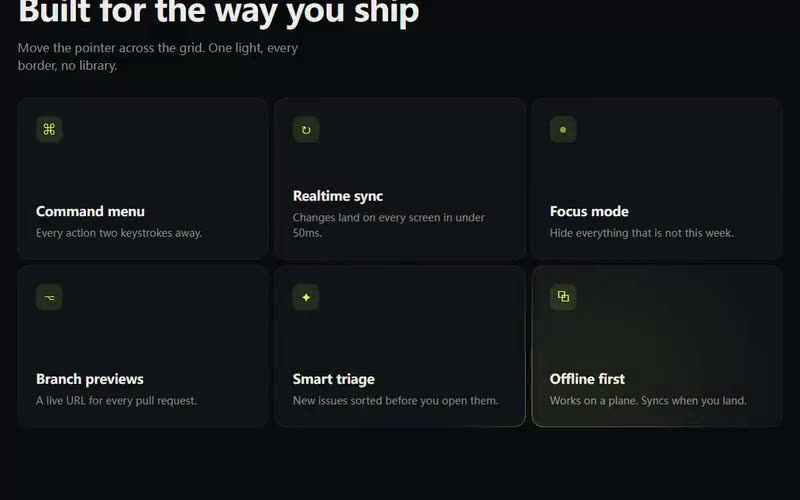 Built for the way you ship
Move the pointer across the grid. One light, every
border, no library.
⌘
Command menu
Every action two keystrokes away.
↻
Realtime sync
Changes land on every screen in under
50ms.
Focus mode
Hide everything that is not this week.
⌥
Branch previews
A live URL for every pull request.
✦
Smart triage
New issues sorted before you open them.
⧉
Offline first
Works on a plane. Syncs when you land.